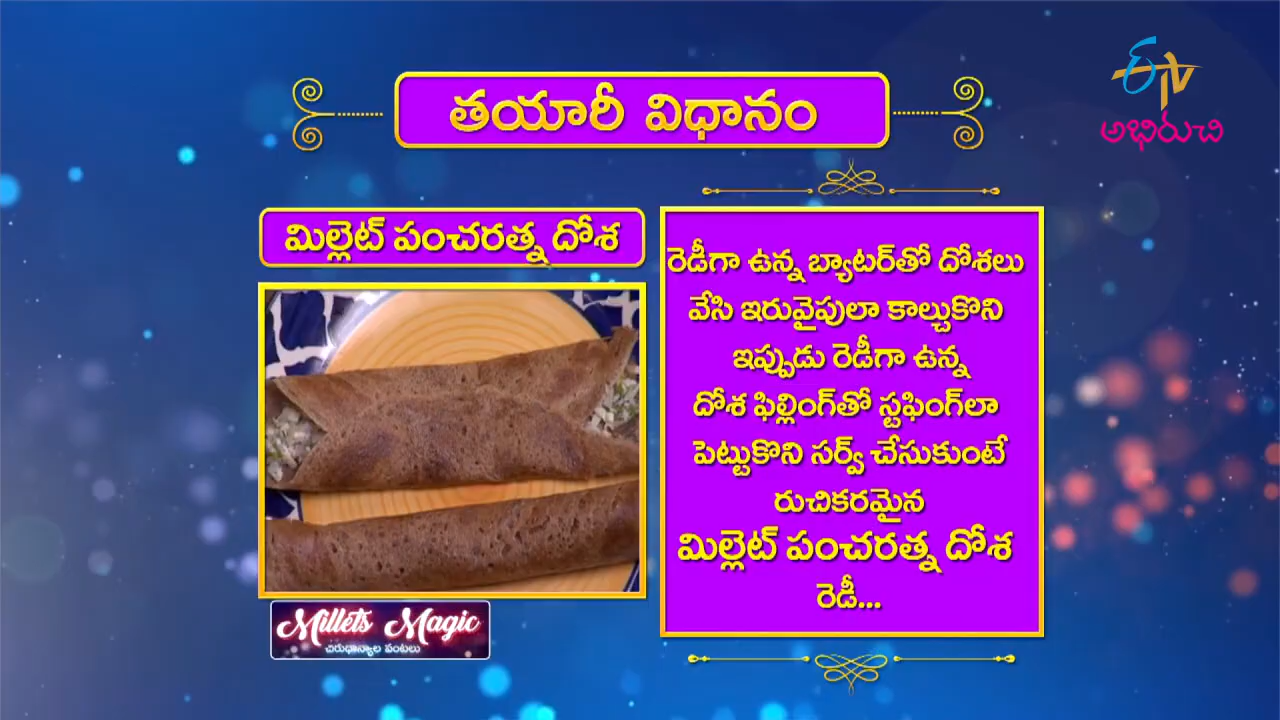 తయారీ విధానం
ETV
అభిరుచి
మిల్లెట్ పంచరత్న దోశ
రెడీగా ఉన్న బ్యాటర్‌తో దోశలు
వేసి ఇరువైపులా కాల్చుకొని
ఇప్పుడు రెడీగా ఉన్న
దోశ ఫిల్లింగ్‌తో స్టఫింగ్‌లా
పెట్టుకొని సర్వ్ చేసుకుంటే
రుచికరమైన
మిల్లెట్ పంచరత్న దోశ
రెడీ...
Millets Magic
చిరుధాన్యాల వంటలు